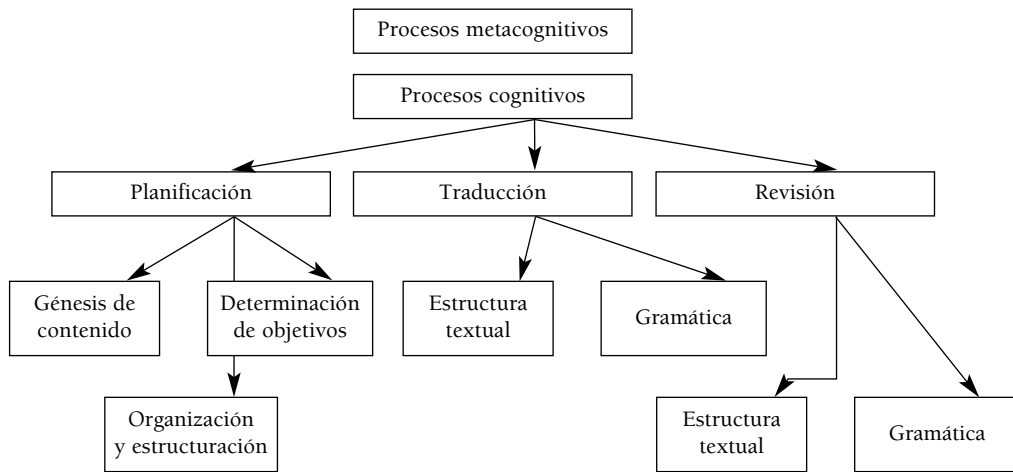 Procesos metacognitivos
Procesos cognitivos
Planificación
Traducción
Revisión
Génesis de
contenido
Determinación
de objetivos
Estructura
textual
Gramática
Organización
y estructuración
Estructura
textual
Gramática